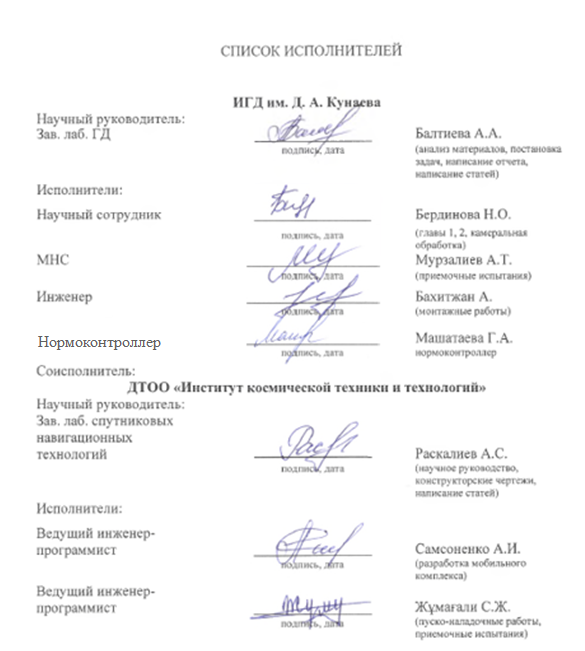 СПИСОК ИСПОЛНИТЕЛЕЙ
ИГД им. Д. А. Кунаева
Научный руководитель:
Зав. лаб. ГД
Балтиева А.А.
подпись, дата
(анализ материалов, постановка
задач, написание отчета,
написание статей)
Исполнители:
Научный сотрудник
Бердинова Н.О.
подпись, дата
(главы 1, 2, камеральная
обработка)
МНС
Мурзалиев А.Т.
подпись, дата
(приемочные испытания)
Инженер
Бахитжан А.
подпись, дата
(монтажные работы)
Нормоконтроллер
Машатаева Г.А.
подпись, дата
нормоконтроллер
Соисполнитель:
ДТОО «Институт космической техники и технологий»
Научный руководитель:
Зав. лаб. спутниковых
навигационных
технологий
Раскалиев А.С.
подпись, дата
(научное руководство,
конструкторские чертежи,
написание статей)
Исполнители:
Ведущий инженер-
программист
Самсоненко А.И.
подпись, дата
(разработка мобильного
комплекса)
Ведущий инженер-
программист
Жұмағали С.Ж.
подпись, дата
(пуско-наладочные работы,
приемочные испытания)